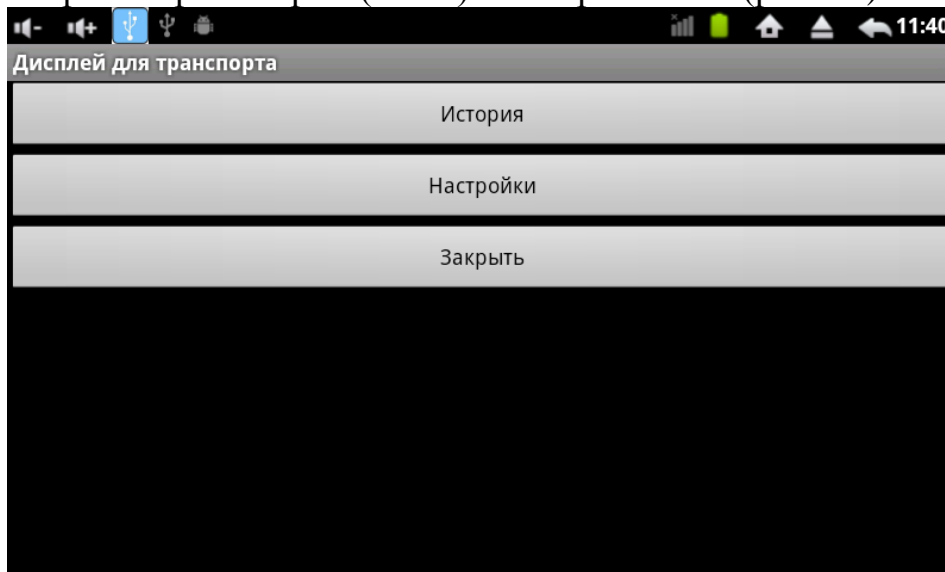 11:40
Дисплей для транспорта
История
Настройки
Закрыть